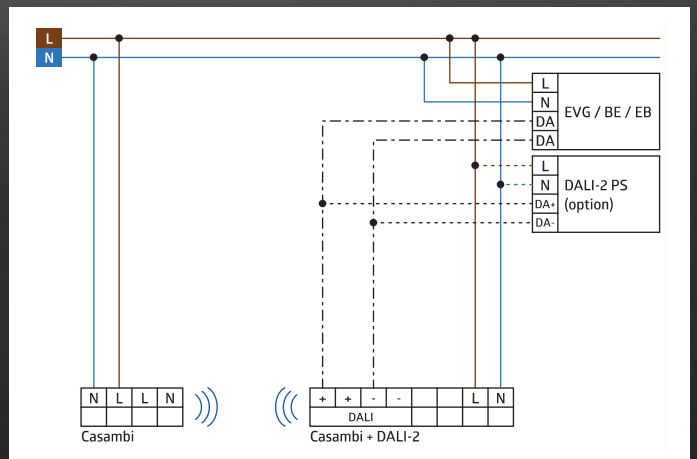 L
N
L
N
DA
DA
EVG / BE / EB
L
N
DA+
DA-
DALI-2 PS
(option)
N L L N
Casambi
+ + - - L N
DALI
Casambi + DALI-2